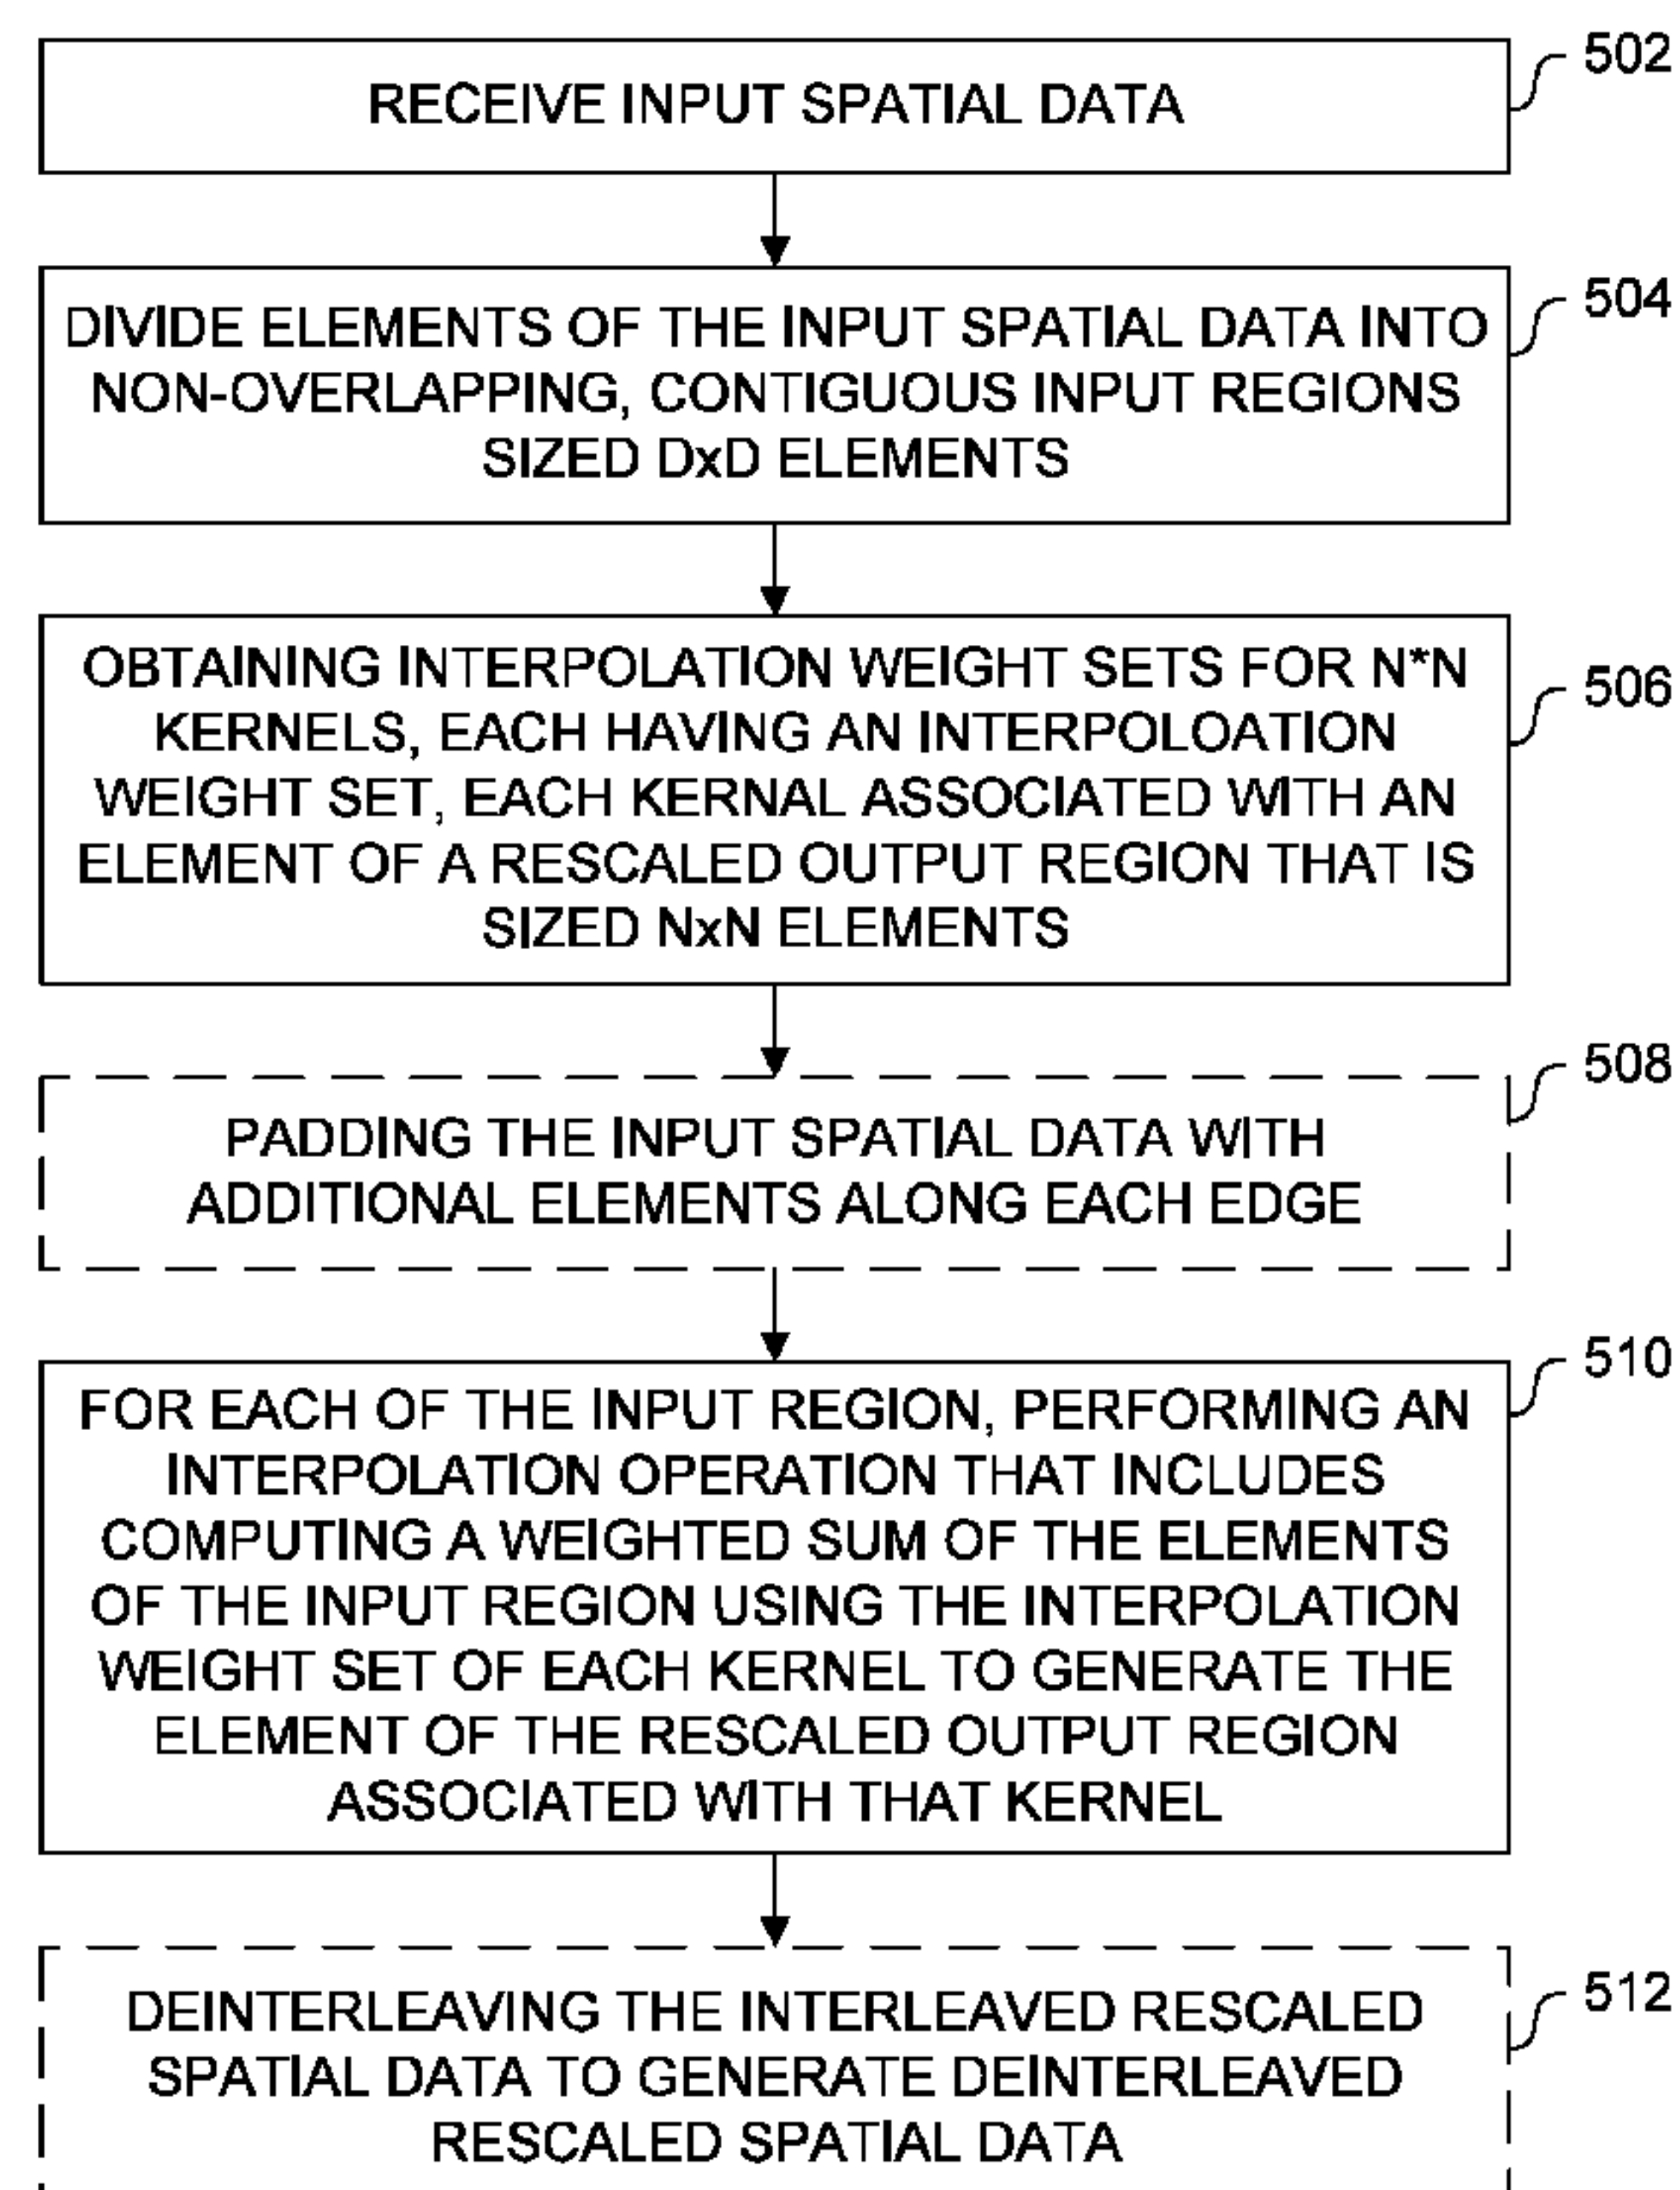 RECEIVE INPUT SPATIAL DATA
502
DIVIDE ELEMENTS OF THE INPUT SPATIAL DATA INTO
NON-OVERLAPPING, CONTIGUOUS INPUT REGIONS
SIZED DxD ELEMENTS
504
OBTAINING INTERPOLATION WEIGHT SETS FOR N*N
KERNELS, EACH HAVING AN INTERPOLOATION
WEIGHT SET, EACH KERNAL ASSOCIATED WITH AN
ELEMENT OF A RESCALED OUTPUT REGION THAT IS
SIZED NxN ELEMENTS
506
PADDING THE INPUT SPATIAL DATA WITH
ADDITIONAL ELEMENTS ALONG EACH EDGE
508
FOR EACH OF THE INPUT REGION, PERFORMING AN
INTERPOLATION OPERATION THAT INCLUDES
COMPUTING A WEIGHTED SUM OF THE ELEMENTS
OF THE INPUT REGION USING THE INTERPOLATION
WEIGHT SET OF EACH KERNEL TO GENERATE THE
ELEMENT OF THE RESCALED OUTPUT REGION
ASSOCIATED WITH THAT KERNEL
510
DEINTERLEAVING THE INTERLEAVED RESCALED
SPATIAL DATA TO GENERATE DEINTERLEAVED
RESCALED SPATIAL DATA
512